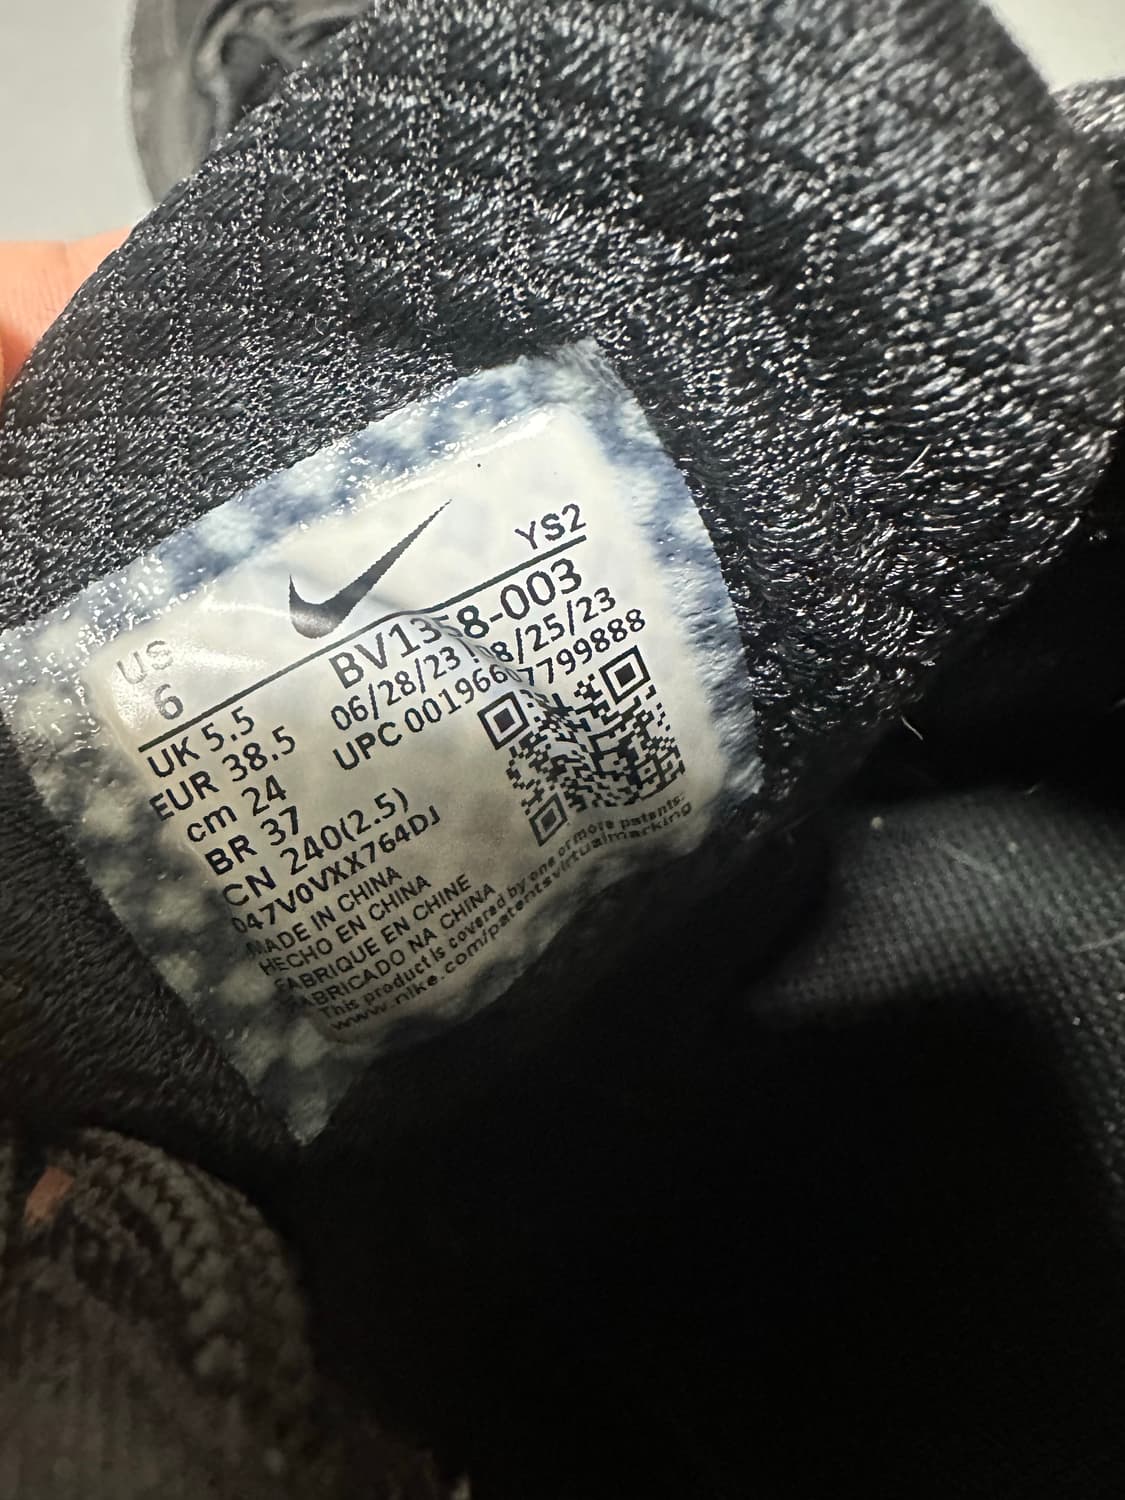 YS2
US
6
BV1358-003
UK 5.5
06/28/23 08/25/23
EUR 38.5
UPC 00196607799888
cm 24
BR 37
CN 240(2.5)
047V0VXX764DJ
MADE IN CHINA
HECHO EN CHINA
FABRIQUE EN CHINE
FABRICADO NA CHINA
This product is covered by one or more patents:
www.nike.com/patentsvirtualmarking